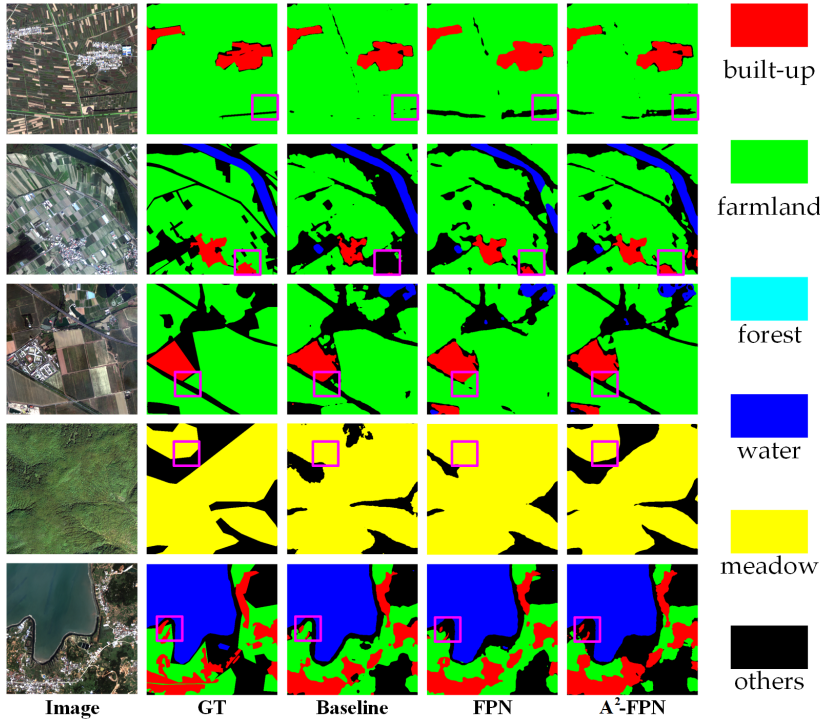 built-up
farmland
forest
water
meadow
others
Image GT Baseline FPN A²-FPN